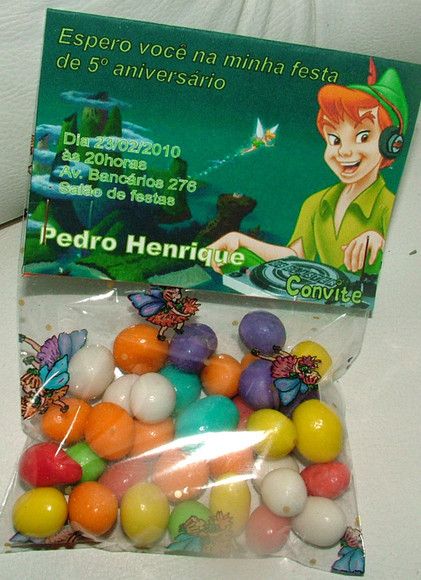 Espero você na minha festa
de 5º aniversário
Dia 23/02/2010
às 20horas
Av. Bancários 276
Salão de festas
Pedro Henrique
Convite